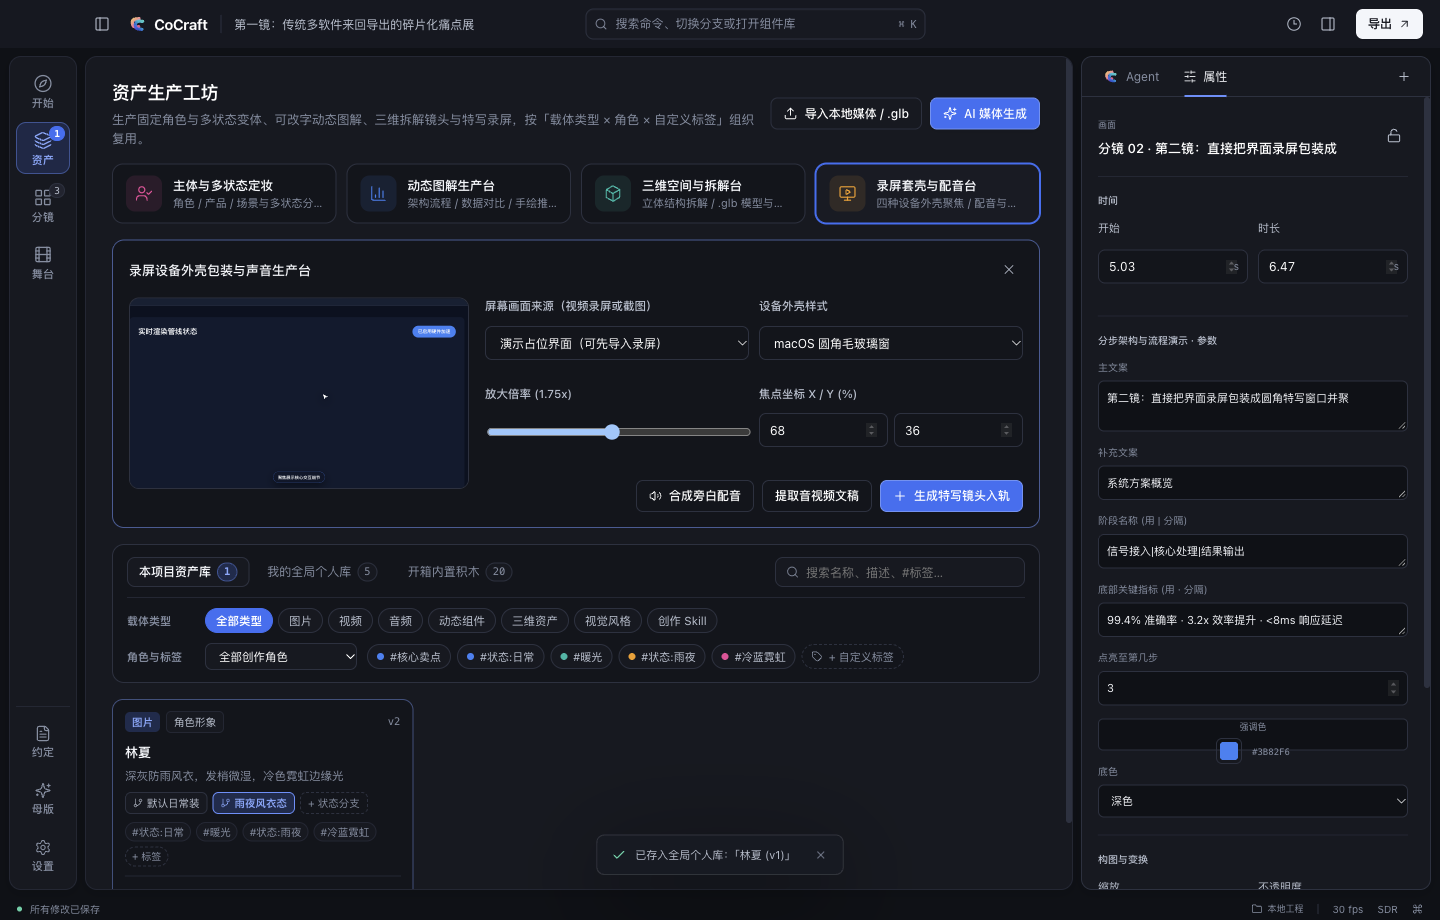 CoCraft
第一镜：传统多软件来回导出的碎片化痛点展
搜索命令、切换分支或打开组件库
⌘ K
导出
开始
资产
1
分镜
3
舞台
约定
母版
设置
资产生产工坊
生产固定角色与多状态变体、可改字动态图解、三维拆解镜头与特写录屏，按「载体类型 × 角色 × 自定义标签」组织
复用。
导入本地媒体 / .glb
AI 媒体生成
主体与多状态定妆
角色 / 产品 / 场景与多状态分...
动态图解生产台
架构流程 / 数据对比 / 手绘推...
三维空间与拆解台
立体结构拆解 / .glb 模型与...
录屏套壳与配音台
四种设备外壳聚焦 / 配音与...
录屏设备外壳包装与声音生产台
实时渲染管线状态
屏幕画面来源（视频录屏或截图）
演示占位界面（可先导入录屏）
设备外壳样式
macOS 圆角毛玻璃窗
放大倍率 (1.75x)
焦点坐标 X / Y (%)
68
36
合成旁白配音
提取音视频文稿
生成特写镜头入轨
本项目资产库 1
我的全局个人库 5
开箱内置积木 20
搜索名称、描述、#标签...
载体类型
全部类型
图片
视频
音频
动态组件
三维资产
视觉风格
创作 Skill
角色与标签
全部创作角色
#核心卖点
#状态:日常
#暖光
#状态:雨夜
#冷蓝霓虹
+ 自定义标签
图片
角色形象
v2
林夏
深灰防雨风衣，发梢微湿，冷色霓虹边缘光
默认日常装
雨夜风衣态
+ 状态分支
#状态:日常
#暖光
#状态:雨夜
#冷蓝霓虹
+ 标签
已存入全局个人库：「林夏 (v1)」
Agent
属性
画面
分镜 02 · 第二镜：直接把界面录屏包装成
时间
开始
时长
5.03
s
6.47
s
分步架构与流程演示 · 参数
主文案
第二镜：直接把界面录屏包装成圆角特写窗口并聚
补充文案
系统方案概览
阶段名称 (用 | 分隔)
信号接入|核心处理|结果输出
底部关键指标 (用 · 分隔)
99.4% 准确率 · 3.2x 效率提升 · <8ms 响应延迟
点亮至第几步
3
强调色
#3B82F6
底色
深色
构图与变换
缩放
不透明度
所有修改已保存
本地工程
30 fps
SDR
⌘